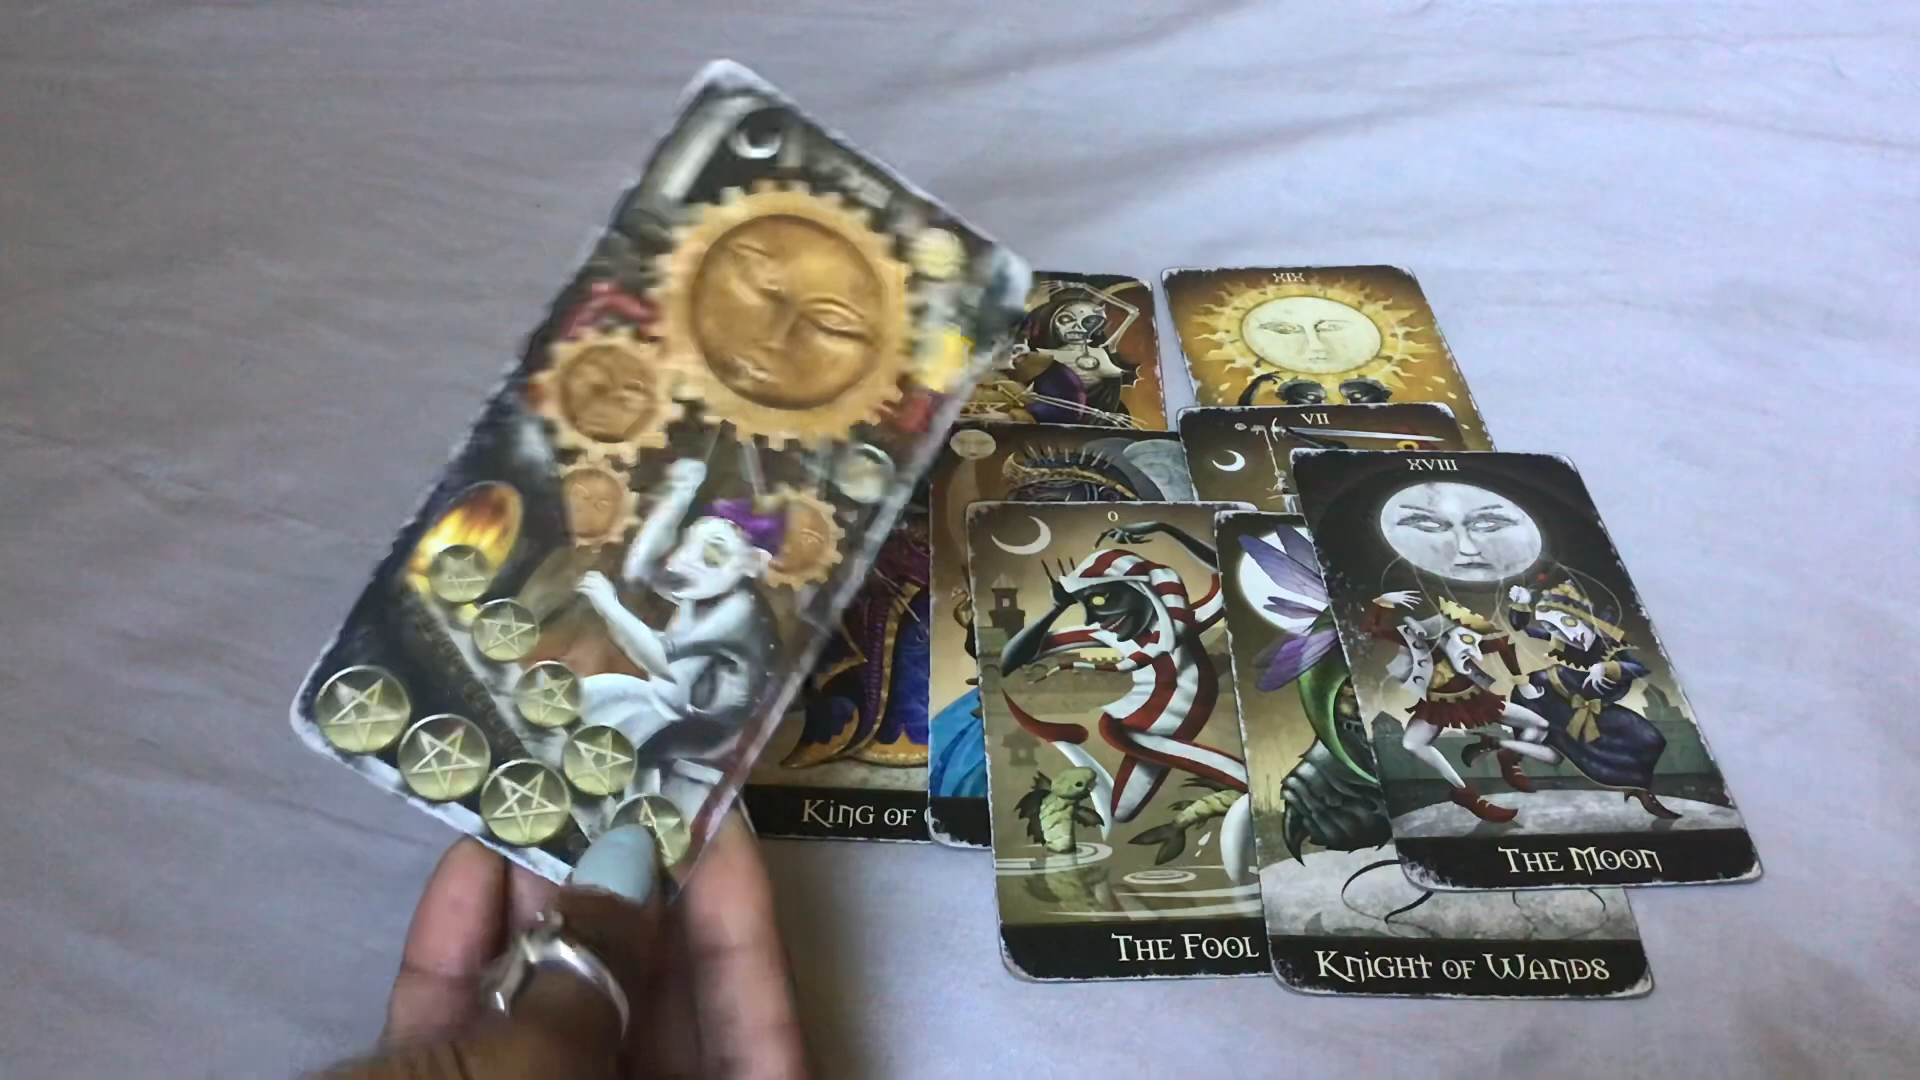 XIX
VII
XVIII
0
King of
The Moon
The Fool
Knight of Wands